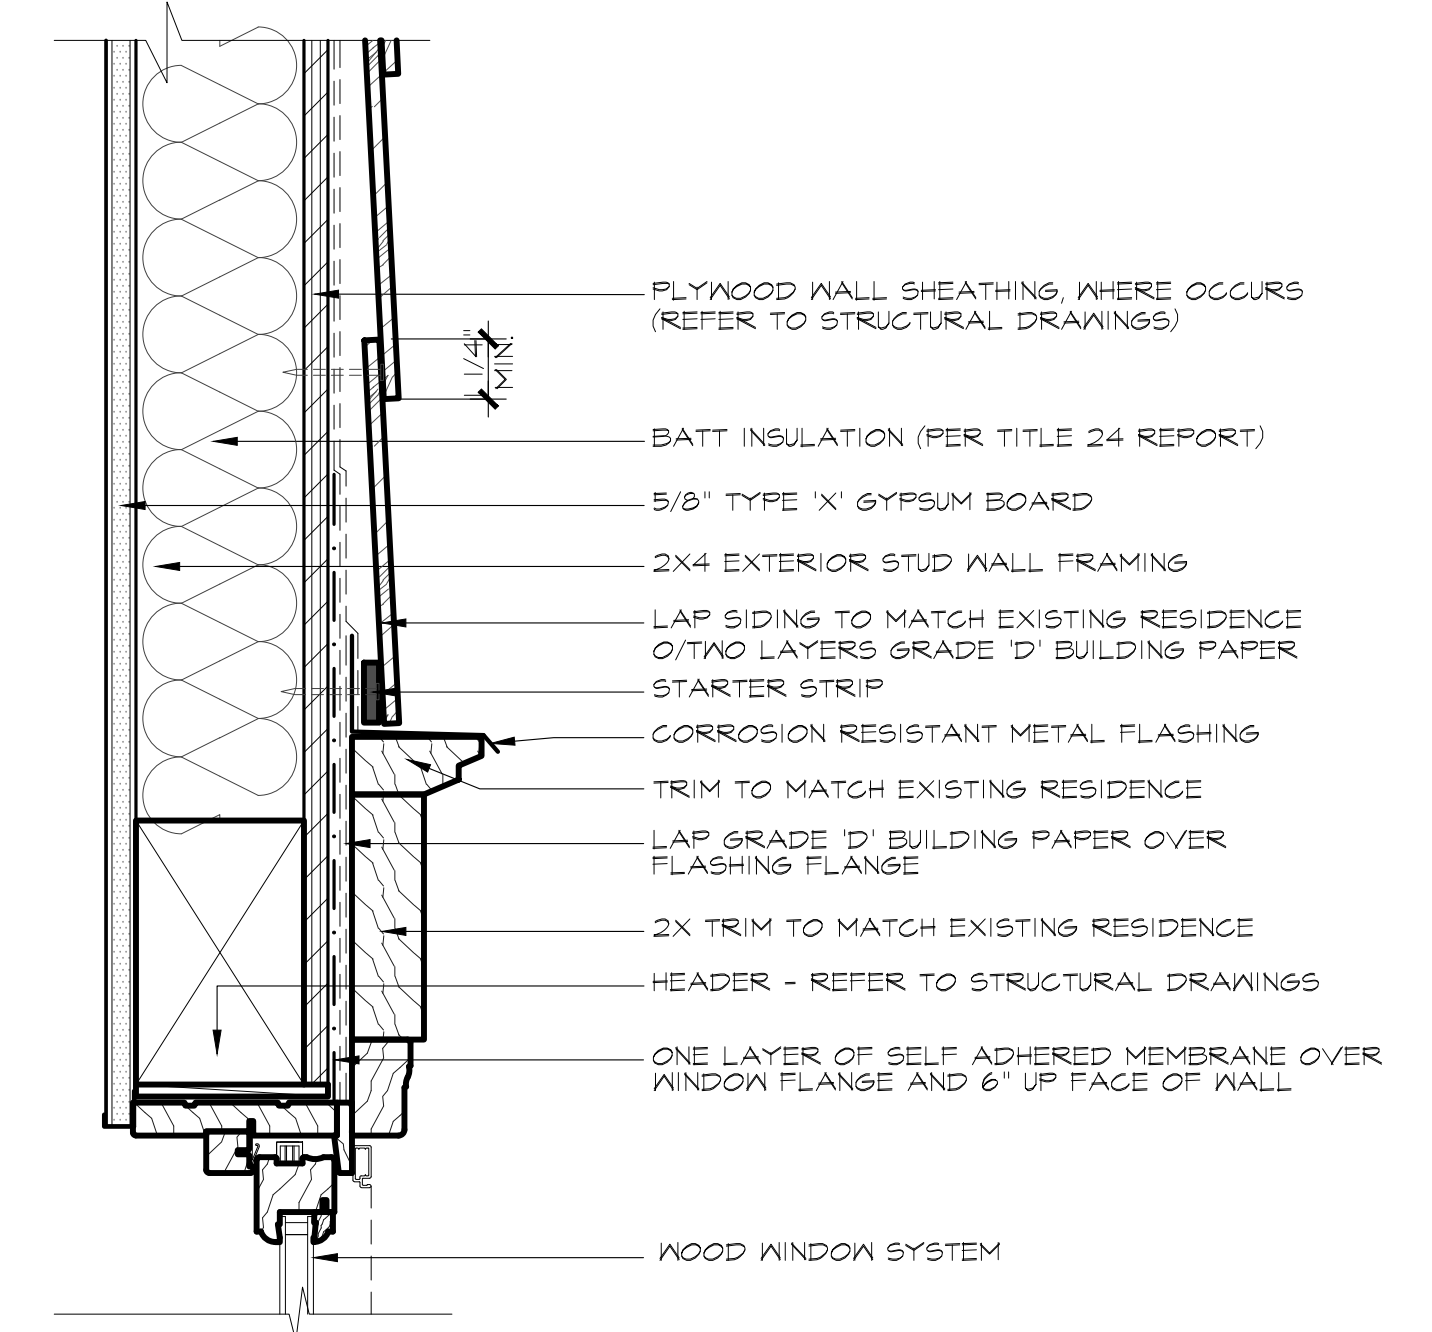 PLYWOOD WALL SHEATHING, WHERE OCCURS
(REFER TO STRUCTURAL DRAWINGS)
1 1/4"
MIN.
BATT INSULATION (PER TITLE 24 REPORT)
5/8" TYPE 'X' GYPSUM BOARD
2X4 EXTERIOR STUD WALL FRAMING
LAP SIDING TO MATCH EXISTING RESIDENCE
O/TWO LAYERS GRADE 'D' BUILDING PAPER
STARTER STRIP
CORROSION RESISTANT METAL FLASHING
TRIM TO MATCH EXISTING RESIDENCE
LAP GRADE 'D' BUILDING PAPER OVER
FLASHING FLANGE
2X TRIM TO MATCH EXISTING RESIDENCE
HEADER - REFER TO STRUCTURAL DRAWINGS
ONE LAYER OF SELF ADHERED MEMBRANE OVER
WINDOW FLANGE AND 6" UP FACE OF WALL
WOOD WINDOW SYSTEM